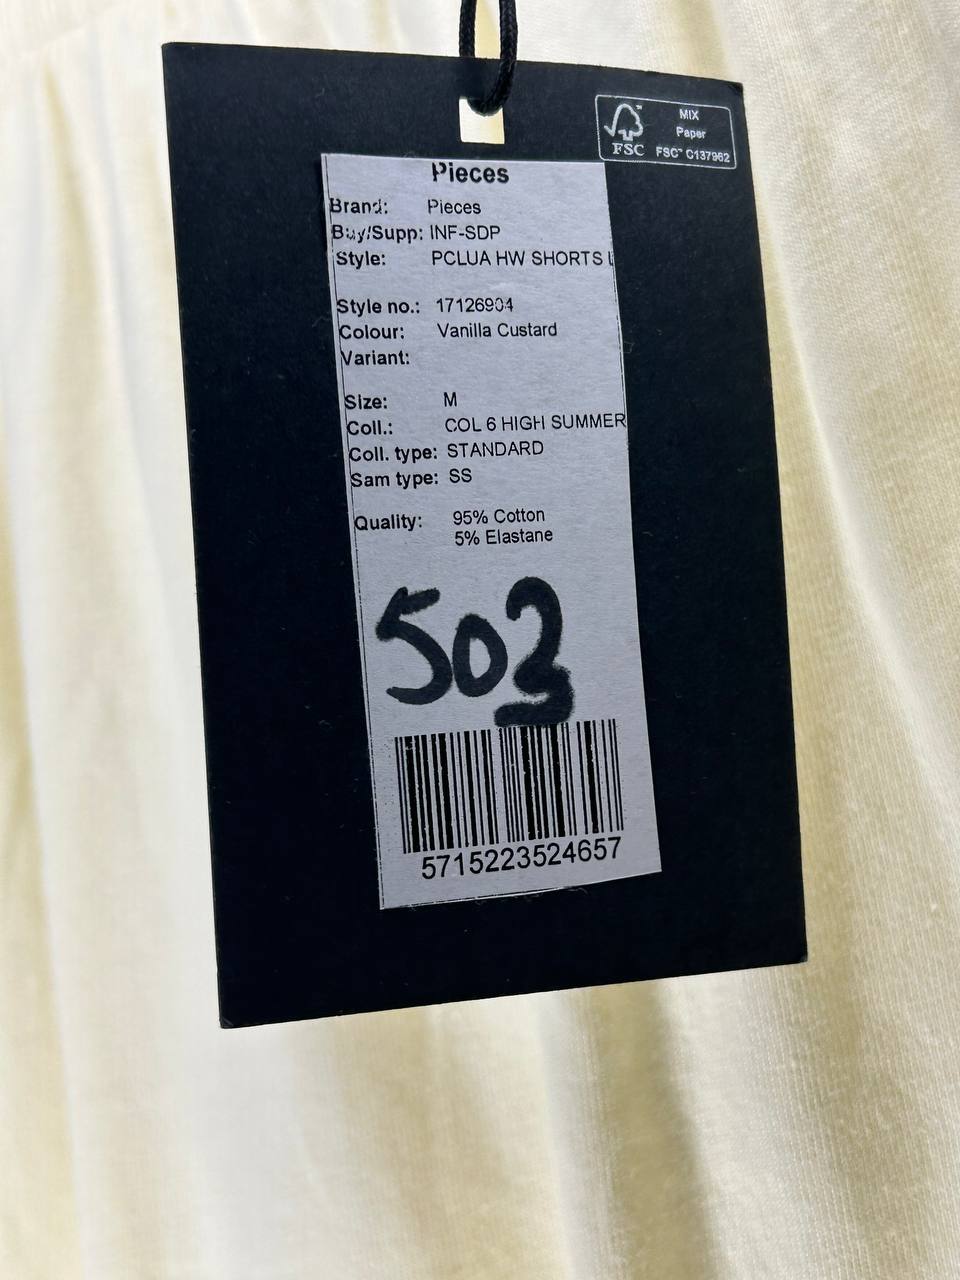 MIX
Paper
FSC™ C137982
FSC
Pieces
Brand: Pieces
Buy/Supp: INF-SDP
Style: PCLUA HW SHORTS
Style no.: 17126904
Colour: Vanilla Custard
Variant:
Size: M
Coll.: COL 6 HIGH SUMMER
Coll. type: STANDARD
Sam type: SS
Quality: 95% Cotton
5% Elastane
503
5715223524657